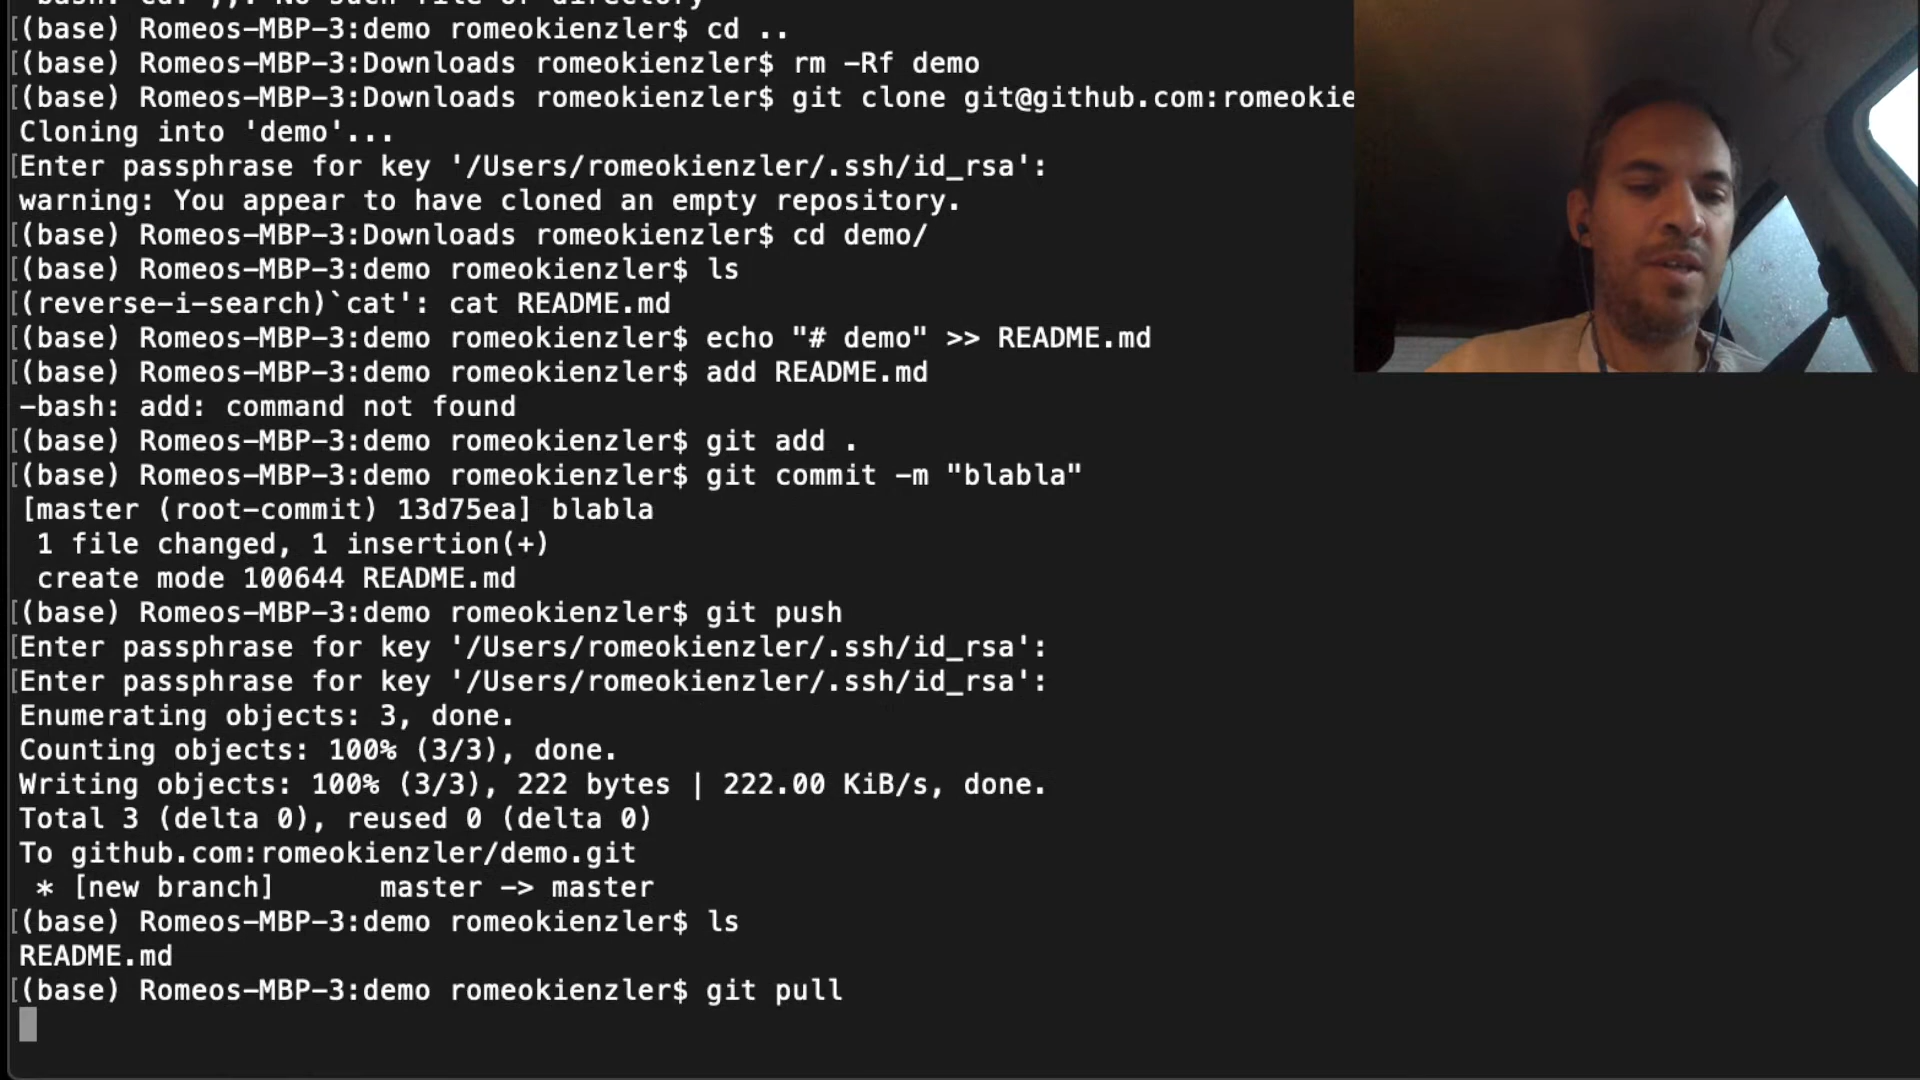 (base) Romeos-MBP-3:demo romeokienzler$ cd ..
[(base) Romeos-MBP-3:Downloads romeokienzler$ rm -Rf demo
[(base) Romeos-MBP-3:Downloads romeokienzler$ git clone git@github.com:romeokie
Cloning into 'demo'...
[Enter passphrase for key '/Users/romeokienzler/.ssh/id_rsa':
warning: You appear to have cloned an empty repository.
[(base) Romeos-MBP-3:Downloads romeokienzler$ cd demo/
[(base) Romeos-MBP-3:demo romeokienzler$ ls
[(reverse-i-search)`cat': cat README.md
[(base) Romeos-MBP-3:demo romeokienzler$ echo "# demo" >> README.md
[(base) Romeos-MBP-3:demo romeokienzler$ add README.md
-bash: add: command not found
[(base) Romeos-MBP-3:demo romeokienzler$ git add .
[(base) Romeos-MBP-3:demo romeokienzler$ git commit -m "blabla"
[master (root-commit) 13d75ea] blabla
1 file changed, 1 insertion(+)
create mode 100644 README.md
[(base) Romeos-MBP-3:demo romeokienzler$ git push
[Enter passphrase for key '/Users/romeokienzler/.ssh/id_rsa':
[Enter passphrase for key '/Users/romeokienzler/.ssh/id_rsa':
Enumerating objects: 3, done.
Counting objects: 100% (3/3), done.
Writing objects: 100% (3/3), 222 bytes | 222.00 KiB/s, done.
Total 3 (delta 0), reused 0 (delta 0)
To github.com:romeokienzler/demo.git
* [new branch]      master -> master
[(base) Romeos-MBP-3:demo romeokienzler$ ls
README.md
[(base) Romeos-MBP-3:demo romeokienzler$ git pull